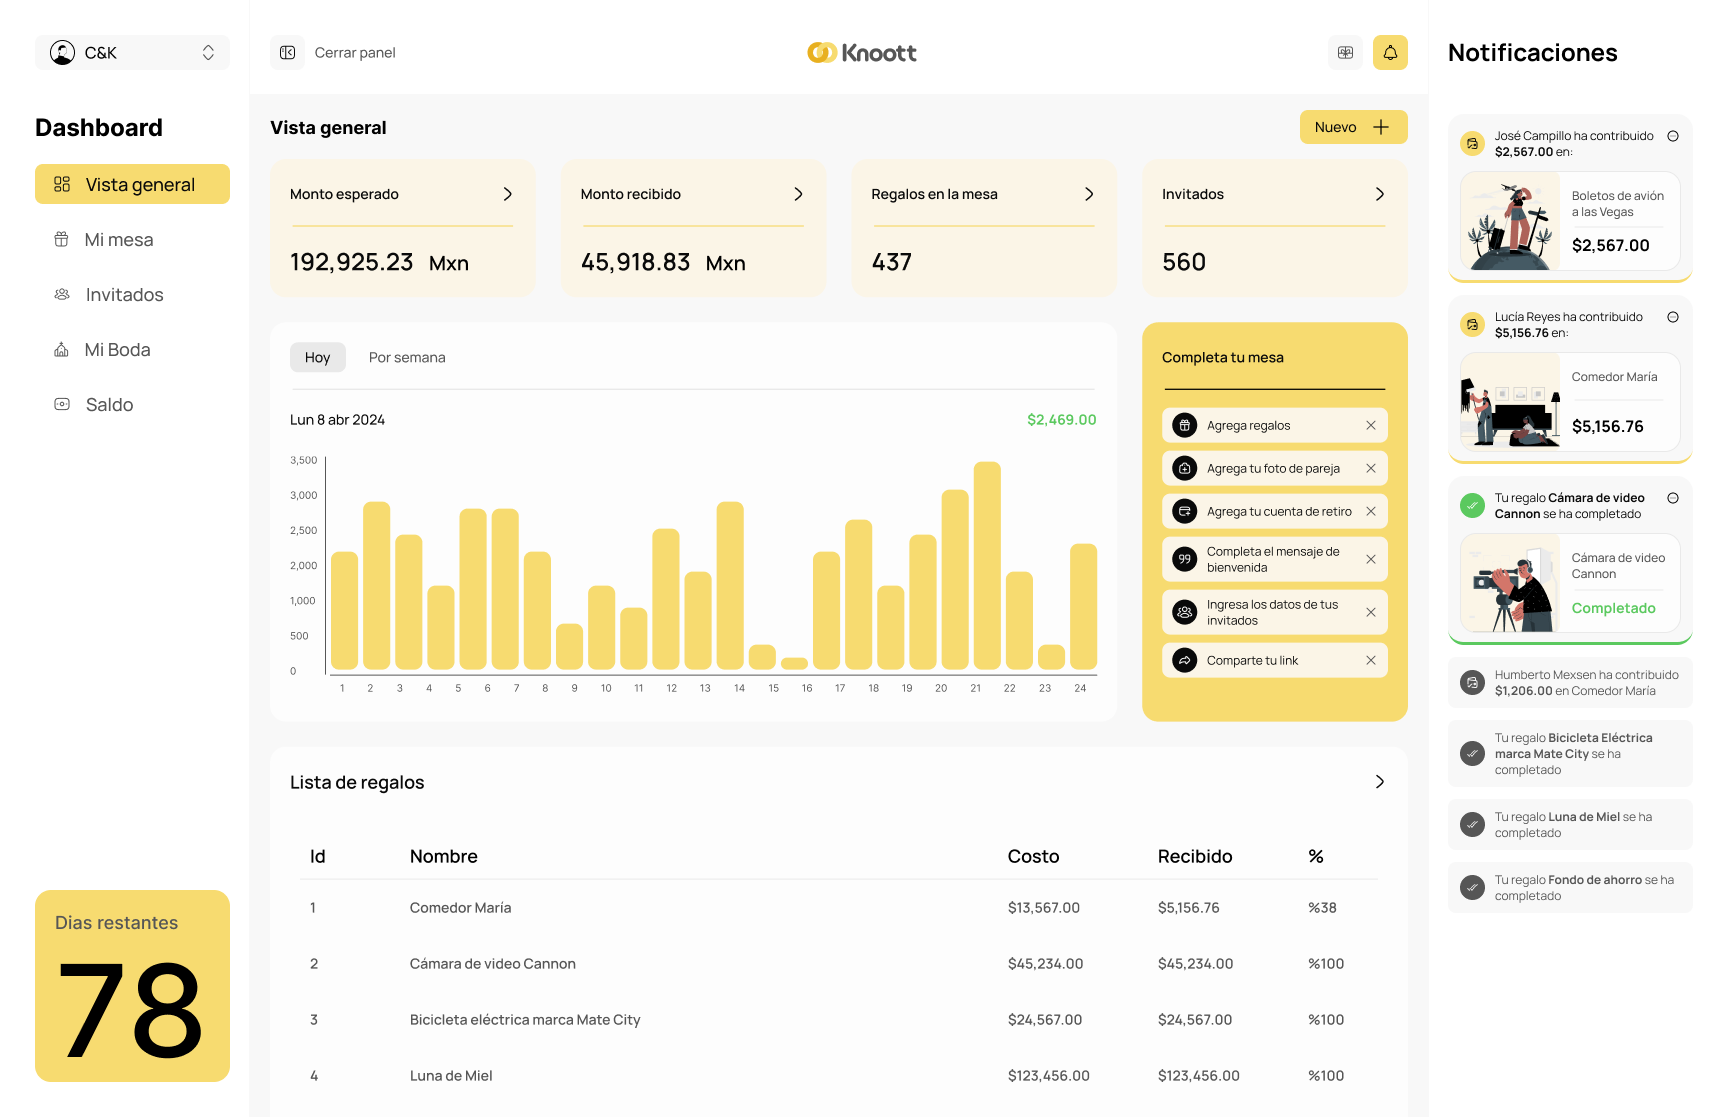 C&K
Dashboard
Vista general
Mi mesa
Invitados
Mi Boda
Saldo
Dias restantes
78
Cerrar panel
Knoott
Vista general
Nuevo
Monto esperado
192,925.23 Mxn
Monto recibido
45,918.83 Mxn
Regalos en la mesa
437
Invitados
560
Hoy
Por semana
Lun 8 abr 2024
$2,469.00
3,500
3,000
2,500
2,000
1,000
500
0
1 2 3 4 5 6 7 8 9 10 11 12 13 14 15 16 17 18 19 20 21 22 23 24
Completa tu mesa
Agrega regalos
Agrega tu foto de pareja
Agrega tu cuenta de retiro
Completa el mensaje de
bienvenida
Ingresa los datos de tus
invitados
Comparte tu link
Lista de regalos
Id Nombre Costo Recibido %
1 Comedor María $13,567.00 $5,156.76 %38
2 Cámara de video Cannon $45,234.00 $45,234.00 %100
3 Bicicleta eléctrica marca Mate City $24,567.00 $24,567.00 %100
4 Luna de Miel $123,456.00 $123,456.00 %100
Notificaciones
José Campillo ha contribuido
$2,567.00 en:
Boletos de avión
a las Vegas
$2,567.00
Lucía Reyes ha contribuido
$5,156.76 en:
Comedor María
$5,156.76
Tu regalo Cámara de video
Cannon se ha completado
Cámara de video
Cannon
Completado
Humberto Mexsen ha contribuido
$1,206.00 en Comedor María
Tu regalo Bicicleta Eléctrica
marca Mate City se ha
completado
Tu regalo Luna de Miel se ha
completado
Tu regalo Fondo de ahorro se ha
completado